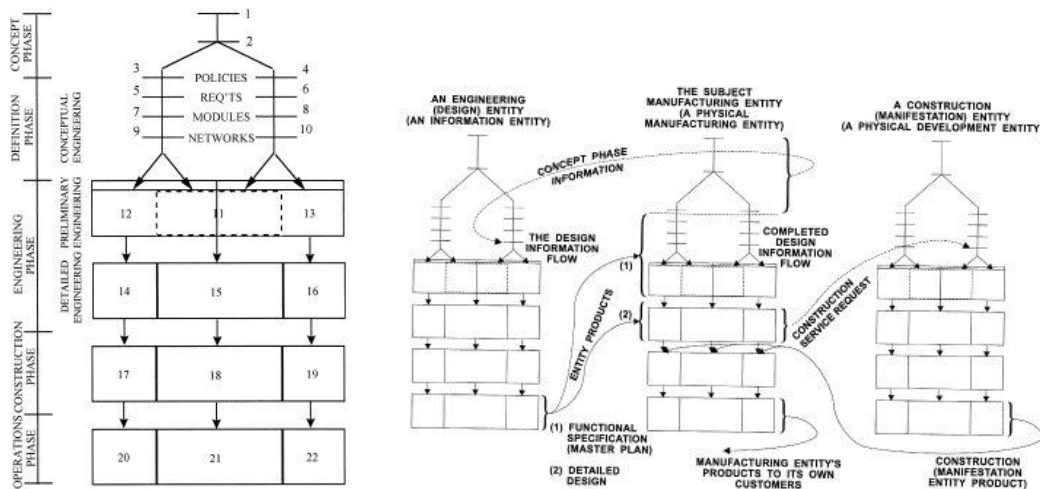 CONCEPT
PHASE
DEFINITION
PHASE
ENGINEERING
PHASE
CONSTRUCTION
PHASE
OPERATIONS
PHASE
CONCEPTUAL
ENGINEERING
PRELIMINARY
ENGINEERING
DETAILED
ENGINEERING
1
2
3 4
POLICIES
5 6
REQ'TS
7 8
MODULES
9 10
NETWORKS
12 11 13
14 15 16
17 18 19
20 21 22
AN ENGINEERING
(DESIGN) ENTITY
(AN INFORMATION ENTITY)
THE SUBJECT
MANUFACTURING ENTITY
(A PHYSICAL
MANUFACTURING ENTITY)
A CONSTRUCTION
(MANIFESTATION) ENTITY
(A PHYSICAL DEVELOPMENT ENTITY)
CONCEPT PHASE
INFORMATION
THE DESIGN
INFORMATION
FLOW
COMPLETED
DESIGN
INFORMATION
FLOW
(1)
(2)
ENTITY PRODUCTS
CONSTRUCTION
SERVICE REQUEST
(1) FUNCTIONAL
SPECIFICATION
(MASTER PLAN)
(2) DETAILED
DESIGN
MANUFACTURING ENTITY'S
PRODUCTS TO ITS OWN
CUSTOMERS
CONSTRUCTION
(MANIFESTATION
ENTITY PRODUCT)